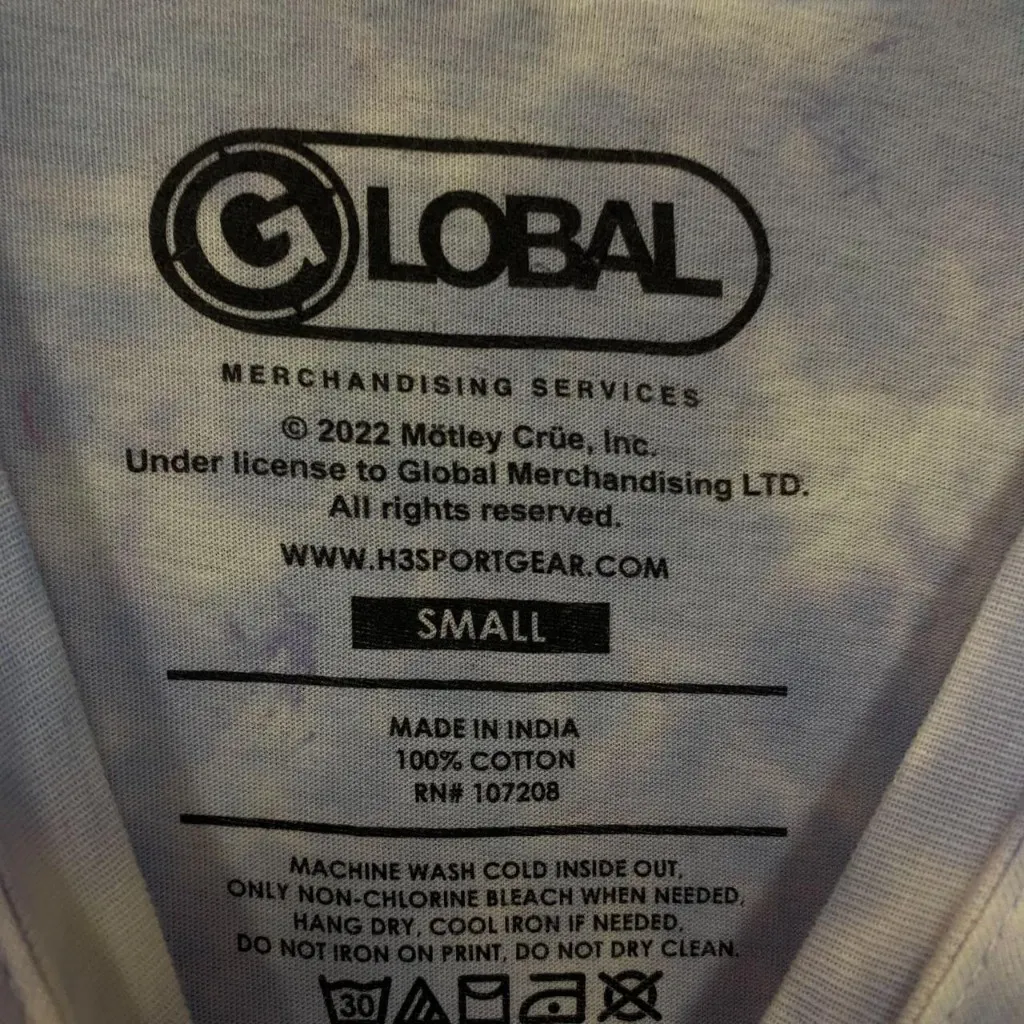 GLOBAL
MERCHANDISING SERVICES
© 2022 Mötley Crüe, Inc.
Under license to Global Merchandising LTD.
All rights reserved.
WWW.H3SPORTGEAR.COM
SMALL
MADE IN INDIA
100% COTTON
RN# 107208
MACHINE WASH COLD INSIDE OUT,
ONLY NON-CHLORINE BLEACH WHEN NEEDED,
HANG DRY, COOL IRON IF NEEDED.
DO NOT IRON ON PRINT, DO NOT DRY CLEAN.
30